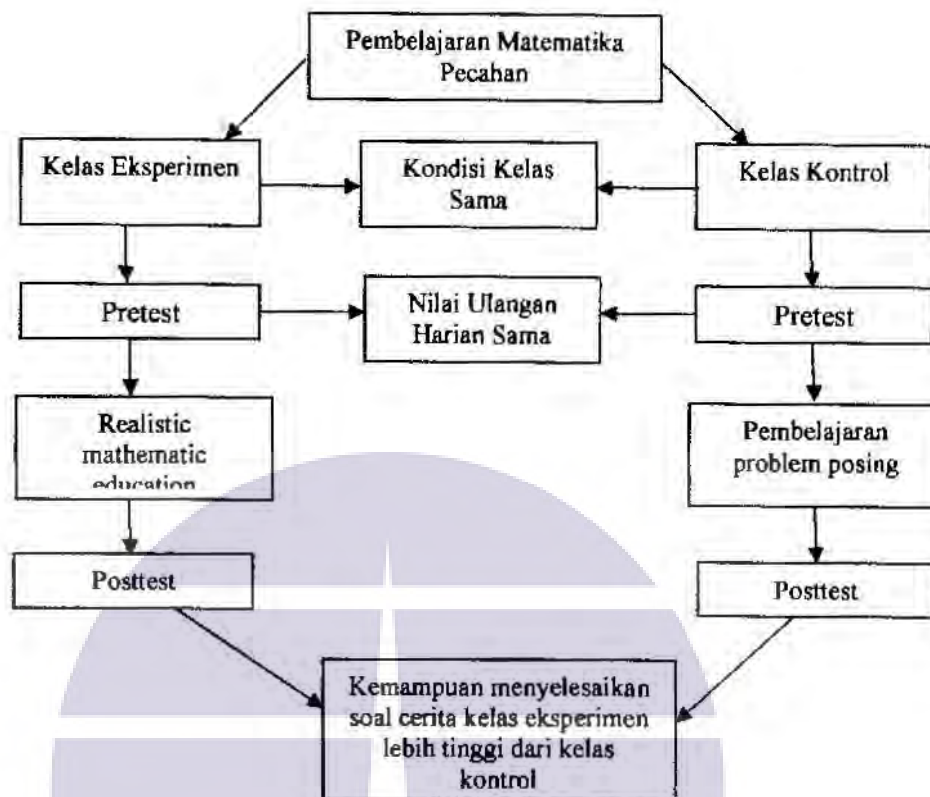 Pembelajaran Matematika
Pecahan
Kelas Eksperimen
Kondisi Kelas
Sama
Kelas Kontrol
Pretest
Nilai Ulangan
Harian Sama
Pretest
Realistic
mathematic
education
Pembelajaran
problem posing
Posttest
Posttest
Kemampuan menyelesaikan
soal cerita kelas eksperimen
lebih tinggi dari kelas
kontrol